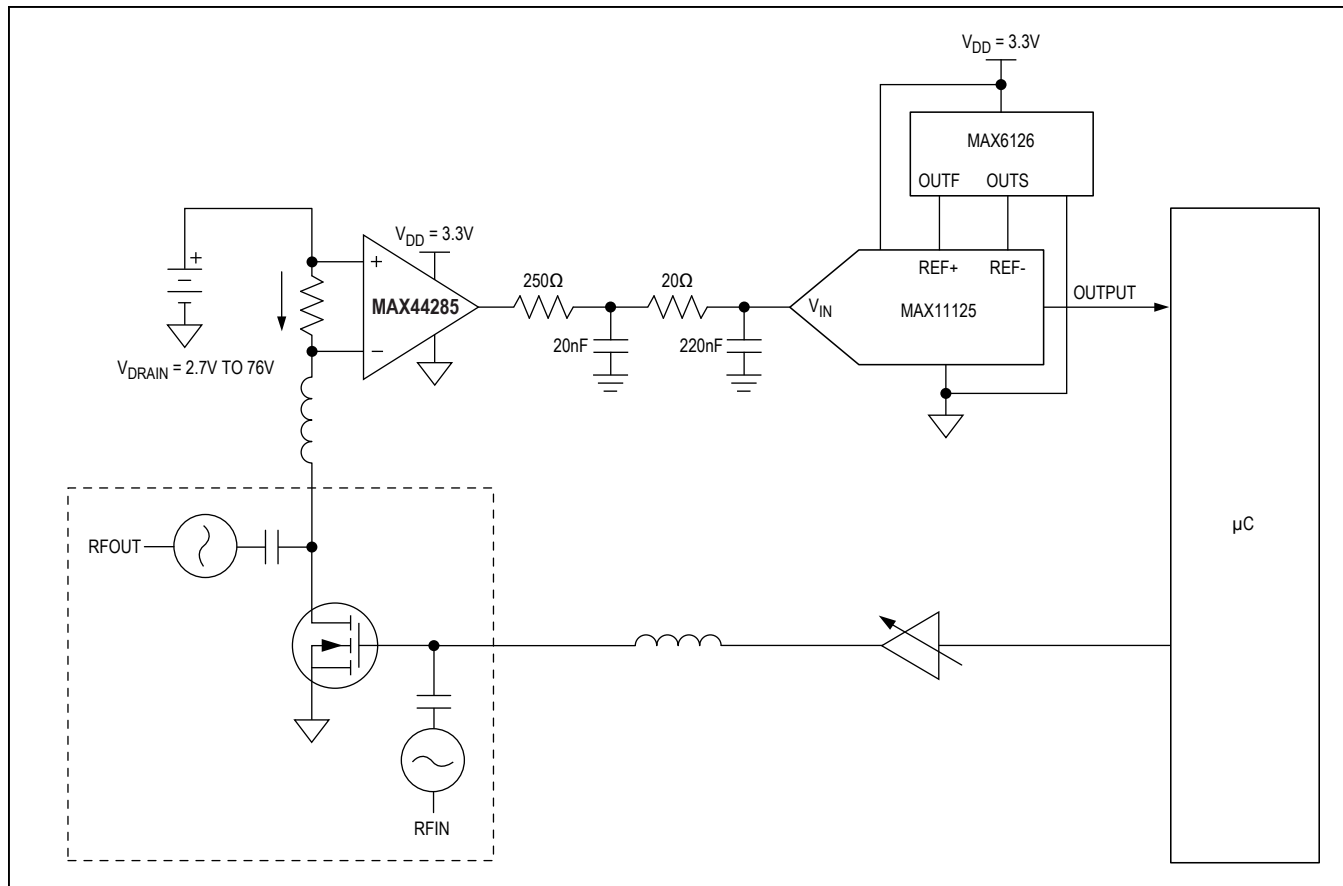 V_DD = 3.3V
MAX6126
OUTF OUTS
V_DD = 3.3V
REF+ REF-
+
+
250Ω
20Ω
OUTPUT
MAX44285
V_IN
MAX11125
−
20nF
220nF
V_DRAIN = 2.7V TO 76V
µC
RFOUT
RFIN